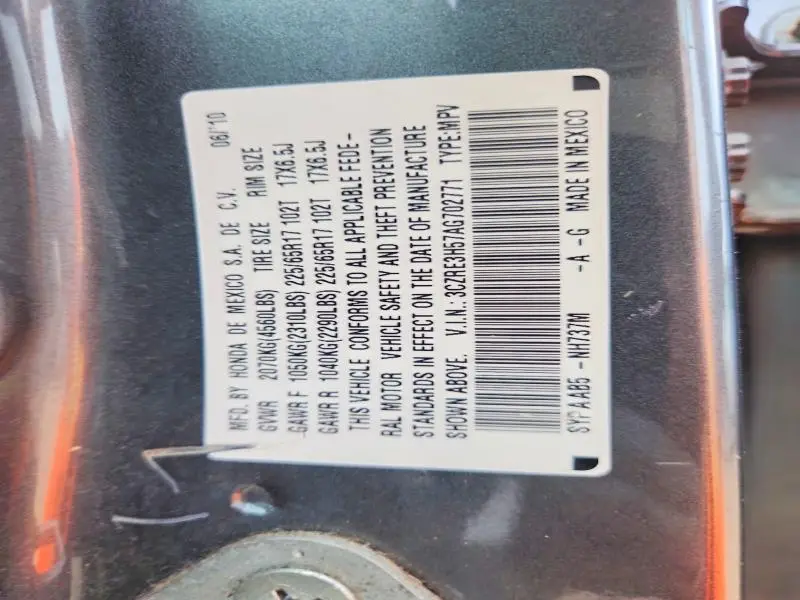 MFD. BY HONDA DE MEXICO S.A. DE C.V. 06/'10
GVWR 2070KG(4560LBS) TIRE SIZE RIM SIZE
GAWR F 1050KG(2310LBS) 225/65R17 102T 17X6.5J
GAWR R 1040KG(2290LBS) 225/65R17 102T 17X6.5J
THIS VEHICLE CONFORMS TO ALL APPLICABLE FEDE-
RAL MOTOR VEHICLE SAFETY AND THEFT PREVENTION
STANDARDS IN EFFECT ON THE DATE OF MANUFACTURE
SHOWN ABOVE. V.I.N.: 3CZRE3H57AG702771 TYPE:MPV
-NH737M -A -G MADE IN MEXICO